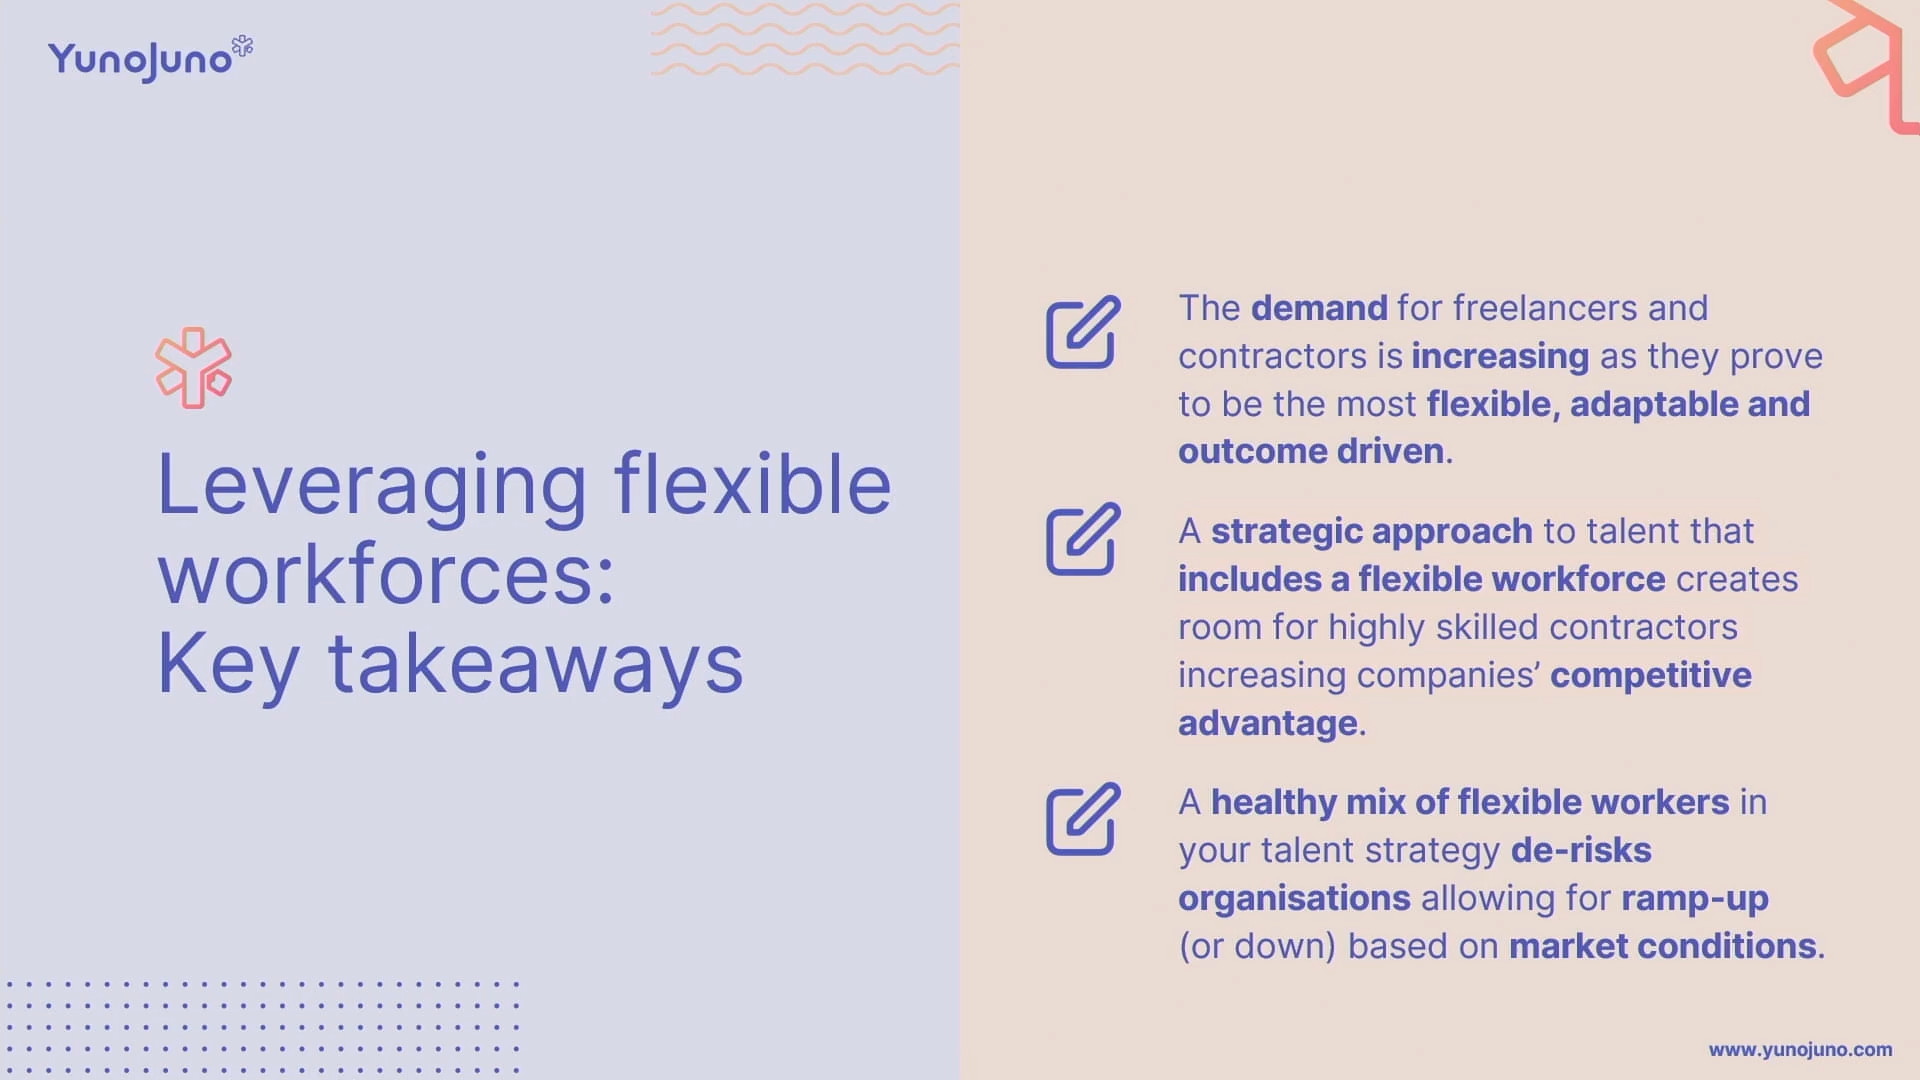 YunoJuno
Leveraging flexible
workforces:
Key takeaways
The demand for freelancers and
contractors is increasing as they prove
to be the most flexible, adaptable and
outcome driven.
A strategic approach to talent that
includes a flexible workforce creates
room for highly skilled contractors
increasing companies’ competitive
advantage.
A healthy mix of flexible workers in
your talent strategy de-risks
organisations allowing for ramp-up
(or down) based on market conditions.
www.yunojuno.com